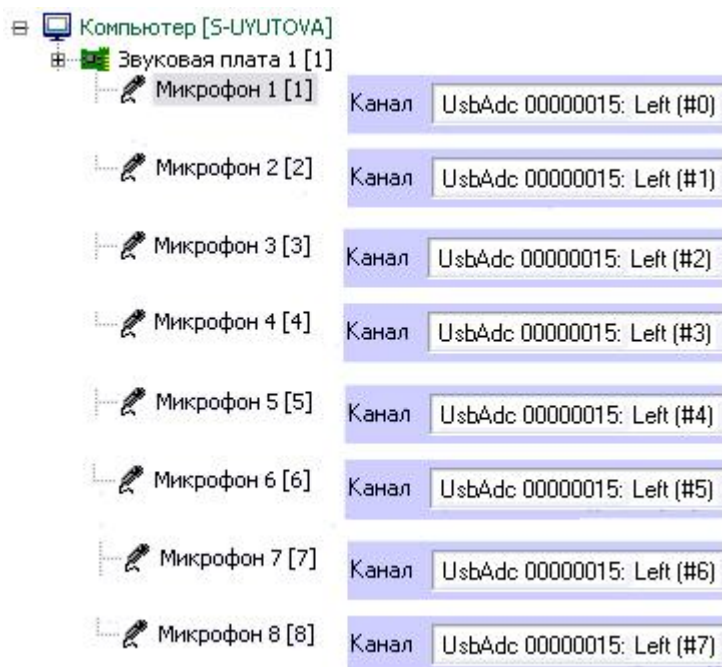 Компьютер [S-UYUTOVA]
Звуковая плата 1 [1]
Микрофон 1 [1] Канал UsbAdc 00000015: Left (#0)
Микрофон 2 [2] Канал UsbAdc 00000015: Left (#1)
Микрофон 3 [3] Канал UsbAdc 00000015: Left (#2)
Микрофон 4 [4] Канал UsbAdc 00000015: Left (#3)
Микрофон 5 [5] Канал UsbAdc 00000015: Left (#4)
Микрофон 6 [6] Канал UsbAdc 00000015: Left (#5)
Микрофон 7 [7] Канал UsbAdc 00000015: Left (#6)
Микрофон 8 [8] Канал UsbAdc 00000015: Left (#7)